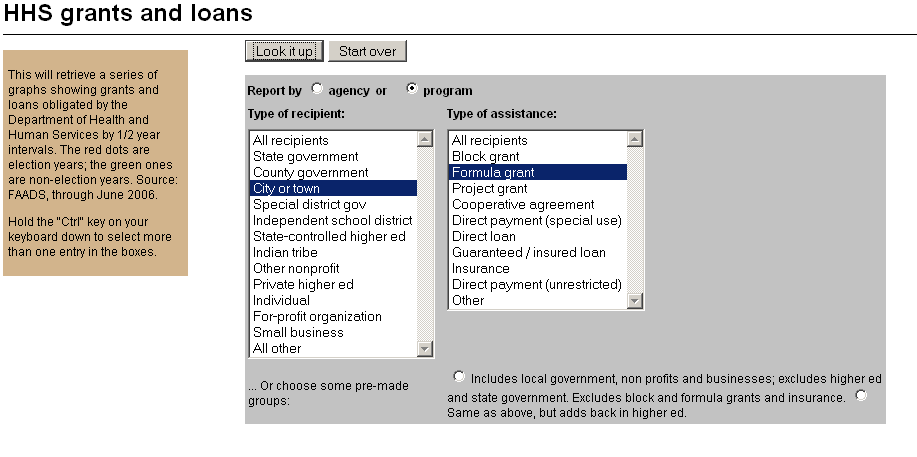 HHS grants and loans
Look it up
Start over
This will retrieve a series of
graphs showing grants and
loans obligated by the
Department of Health and
Human Services by 1/2 year
intervals. The red dots are
election years; the green ones
are non-election years. Source:
FAADS, through June 2006.
Hold the "Ctrl" key on your
keyboard down to select more
than one entry in the boxes.
Report by agency or program
Type of recipient:
All recipients
State government
County government
City or town
Special district gov
Independent school district
State-controlled higher ed
Indian tribe
Other nonprofit
Private higher ed
Individual
For-profit organization
Small business
All other
Type of assistance:
All recipients
Block grant
Formula grant
Project grant
Cooperative agreement
Direct payment (special use)
Direct loan
Guaranteed / insured loan
Insurance
Direct payment (unrestricted)
Other
... Or choose some pre-made
groups:
Includes local government, non profits and businesses; excludes higher ed
and state government. Excludes block and formula grants and insurance.
Same as above, but adds back in higher ed.